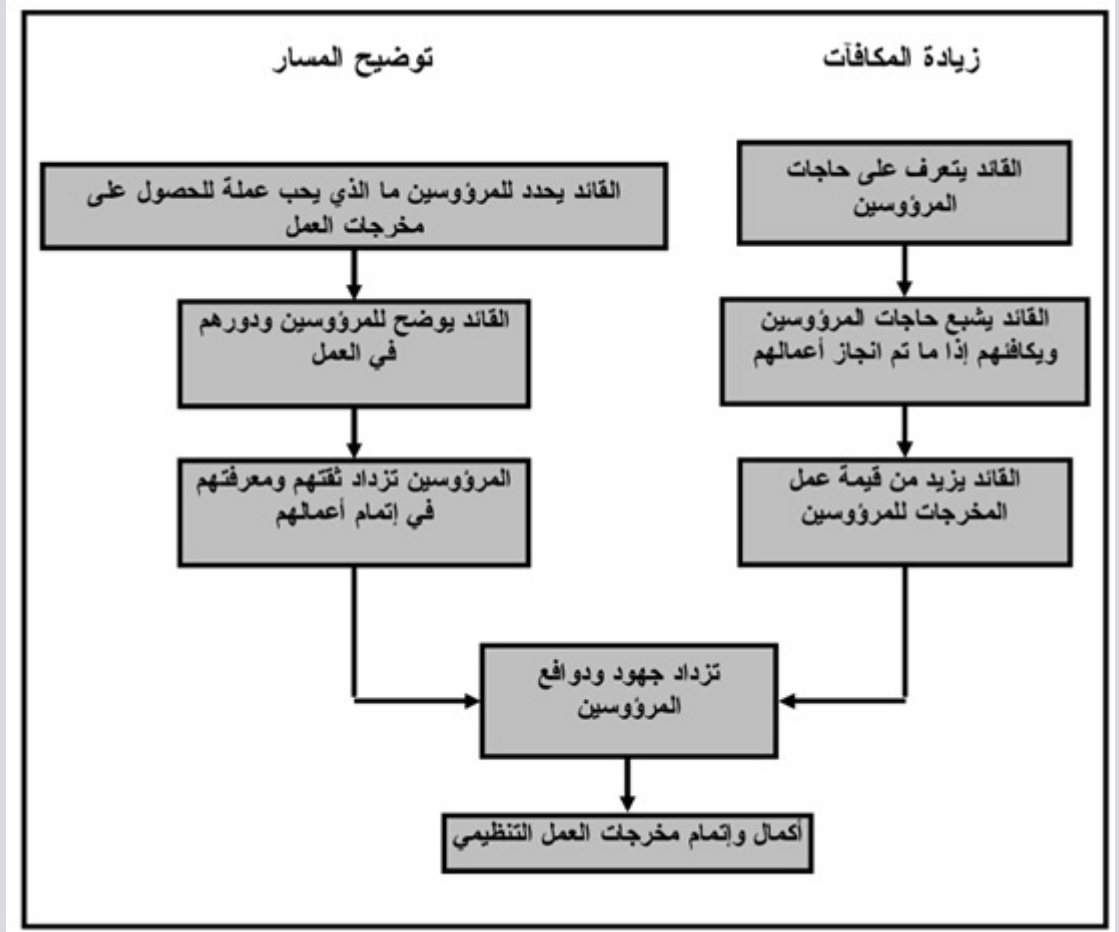 زيادة المكافآت
القائد يتعرف على حاجات
المرؤوسين
القائد يشبع حاجات المرؤوسين
ويكافئهم إذا ما تم انجاز أعمالهم
القائد يزيد من قيمة عمل
المخرجات للمرؤوسين
توضيح المسار
القائد يحدد للمرؤوسين ما الذي يحب عملة للحصول على
مخرجات العمل
القائد يوضح للمرؤوسين ودورهم
في العمل
المرؤوسين تزداد ثقتهم ومعرفتهم
في إتمام أعمالهم
تزداد جهود ودوافع
المرؤوسين
أكمال وإتمام مخرجات العمل التنظيمي